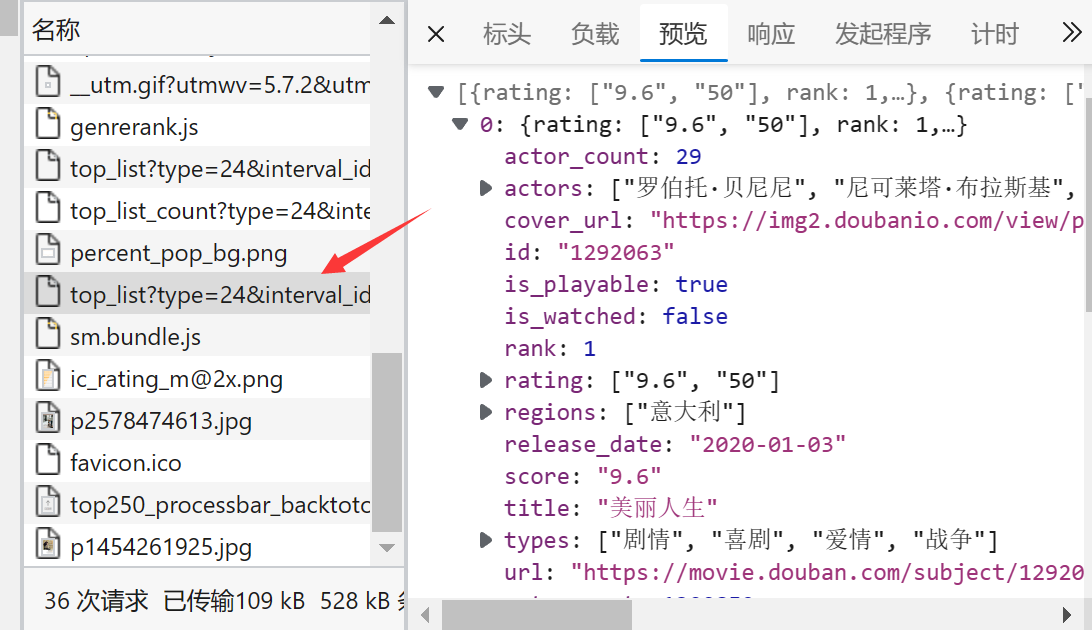 名称
__utm.gif?utmwv=5.7.2&utm
genrerank.js
top_list?type=24&interval_id
top_list_count?type=24&inte
percent_pop_bg.png
top_list?type=24&interval_id
sm.bundle.js
ic_rating_m@2x.png
p2578474613.jpg
favicon.ico
top250_processbar_backtoto
p1454261925.jpg
36 次请求 已传输109 kB 528 kB
标头 负载 预览 响应 发起程序 计时
[{rating: ["9.6", "50"], rank: 1,…}, {rating: ["
0: {rating: ["9.6", "50"], rank: 1,…}
actor_count: 29
actors: ["罗伯托·贝尼尼", "尼可莱塔·布拉斯基",
cover_url: "https://img2.doubanio.com/view/p
id: "1292063"
is_playable: true
is_watched: false
rank: 1
rating: ["9.6", "50"]
regions: ["意大利"]
release_date: "2020-01-03"
score: "9.6"
title: "美丽人生"
types: ["剧情", "喜剧", "爱情", "战争"]
url: "https://movie.douban.com/subject/12920